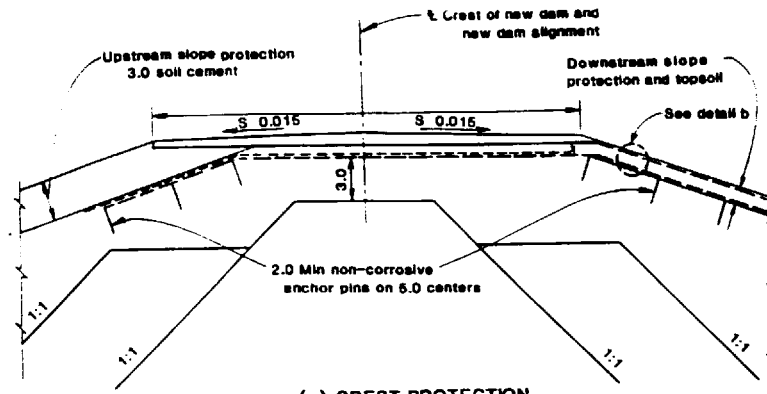 ℄ Crest of new dam and
new dam alignment
Upstream slope protection
3.0 soil cement
Downstream slope
protection and topsoil
See detail b
S 0.015
S 0.015
3.0
2.0 Min non-corrosive
anchor pins on 5.0 centers
1:1
1:1
1:1
1:1
CREST PROTECTION